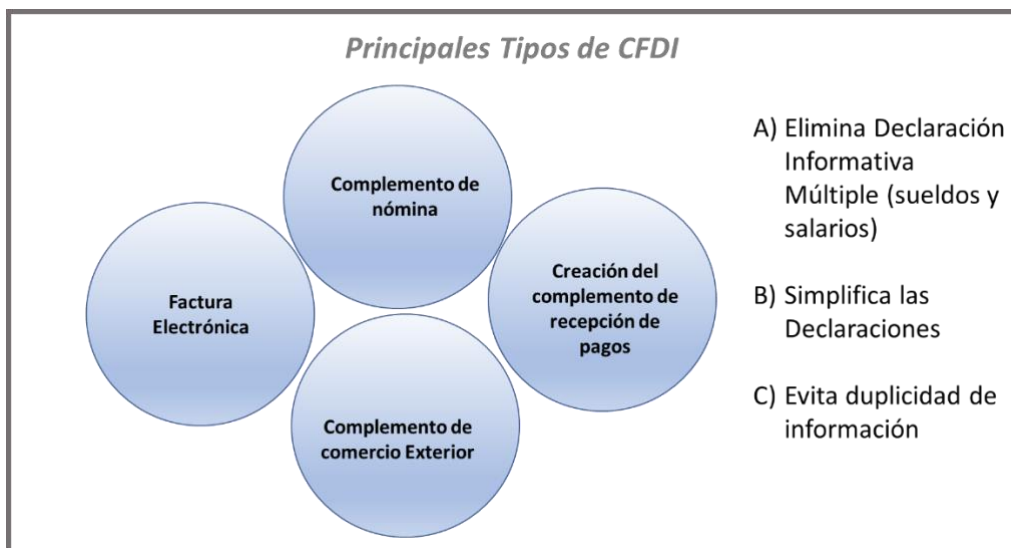 Principales Tipos de CFDI
Complemento de
nómina
Factura
Electrónica
Creación del
complemento de
recepción de
pagos
Complemento de
comercio Exterior
A) Elimina Declaración
Informativa
Múltiple (sueldos y
salarios)
B) Simplifica las
Declaraciones
C) Evita duplicidad de
información